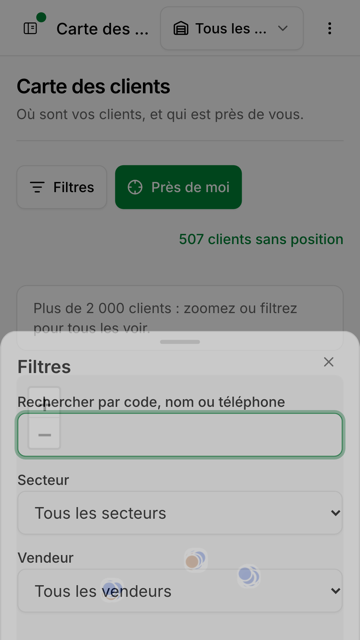 Carte des ...
Tous les ...
Carte des clients
Où sont vos clients, et qui est près de vous.
Filtres
Près de moi
507 clients sans position
Plus de 2 000 clients : zoomez ou filtrez
pour tous les voir.
Filtres
Rechercher par code, nom ou téléphone
+
−
Secteur
Tous les secteurs
Vendeur
Tous les vendeurs